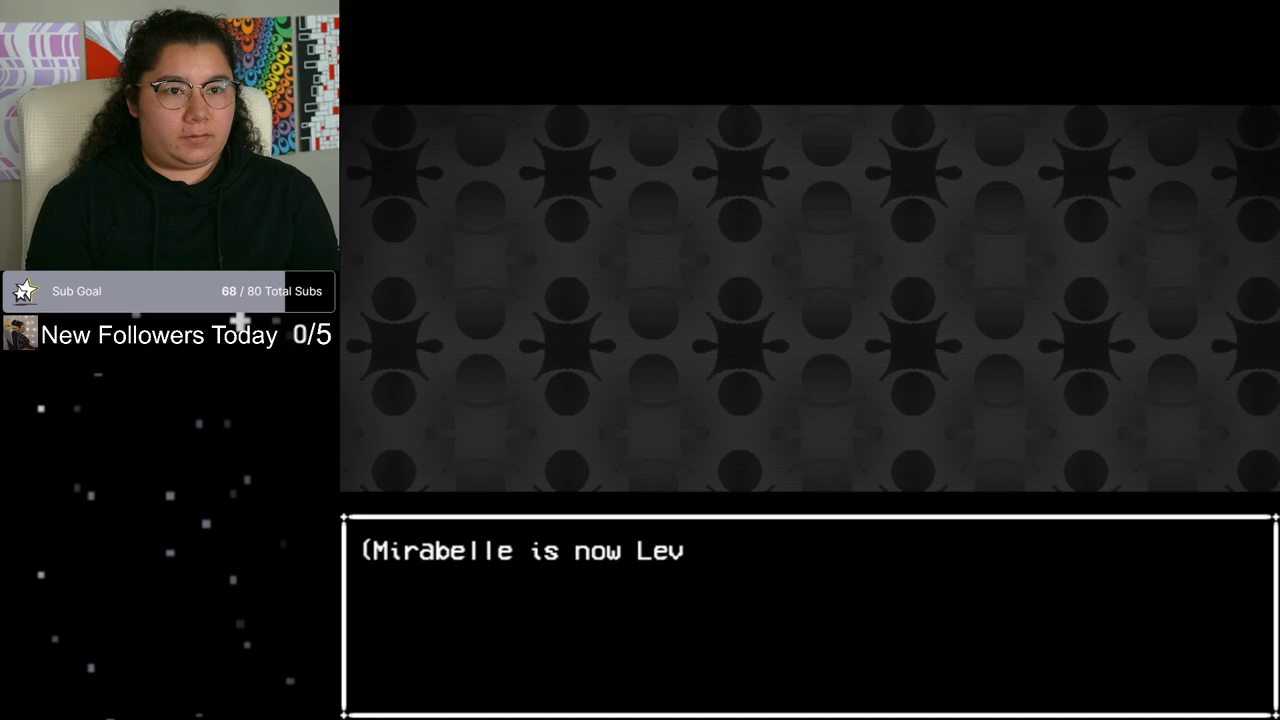 Sub Goal 68 / 80 Total Subs
New Followers Today 0/5
(Mirabelle is now Lev